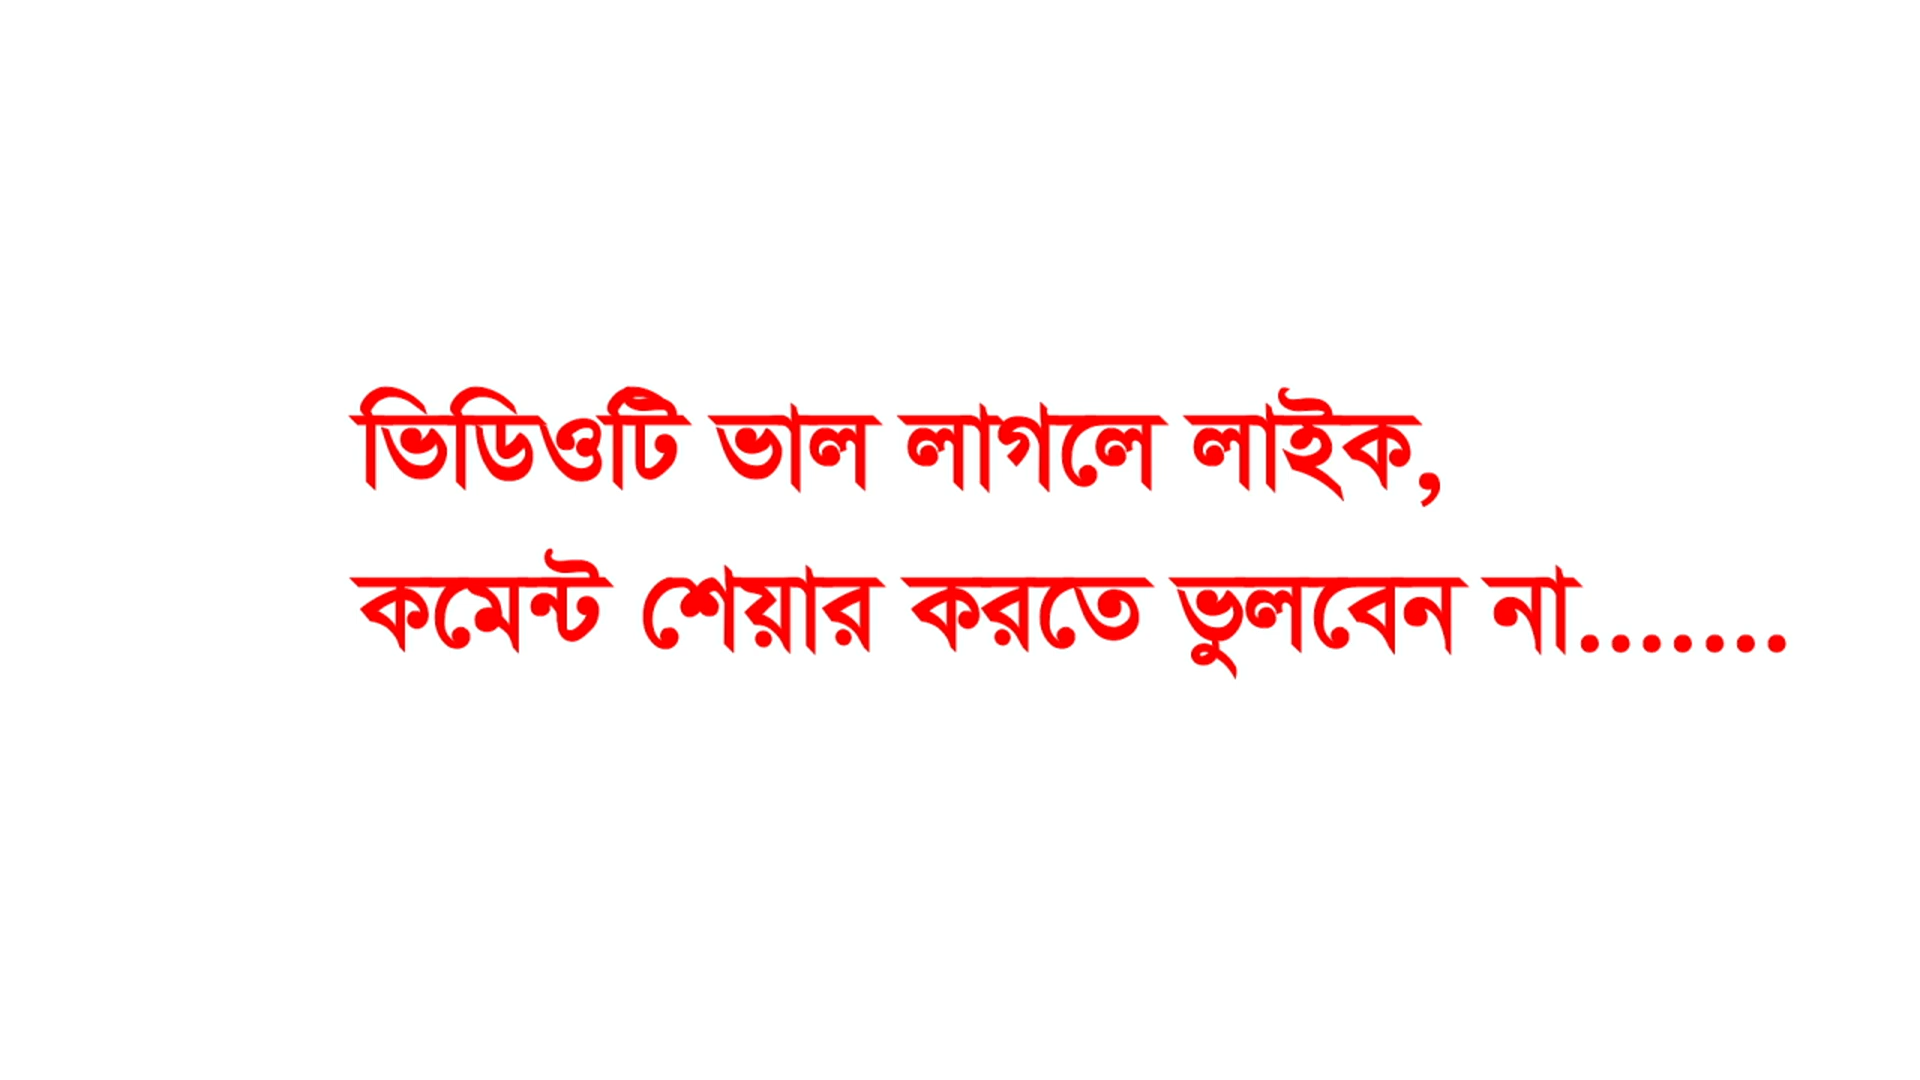 ভিডিওটি ভাল লাগলে লাইক,
কমেন্ট শেয়ার করতে ভুলবেন না.......